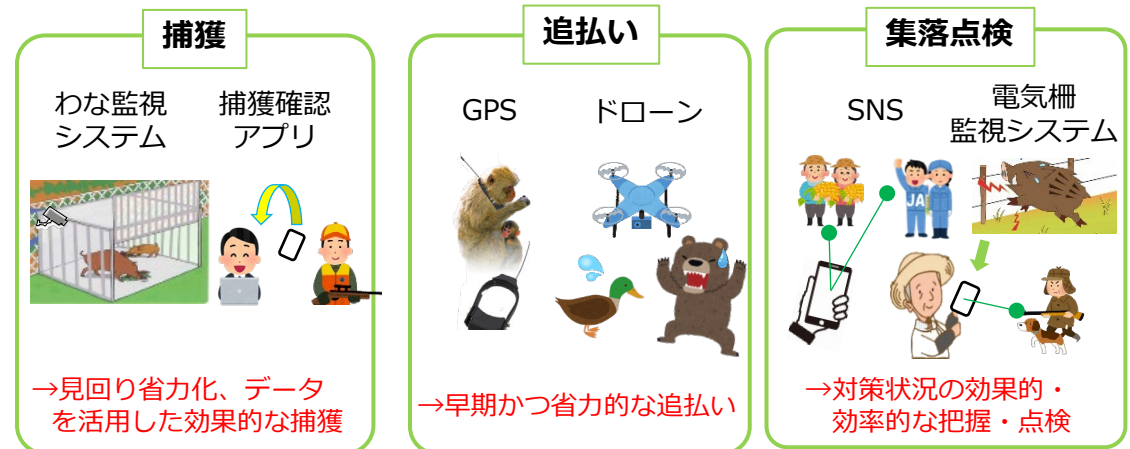 捕獲
わな監視
システム
捕獲確認
アプリ
→見回り省力化、データ
を活用した効果的な捕獲
追払い
GPS
ドローン
→早期かつ省力的な追払い
集落点検
SNS
電気柵
監視システム
JA
→対策状況の効果的・
効率的な把握・点検